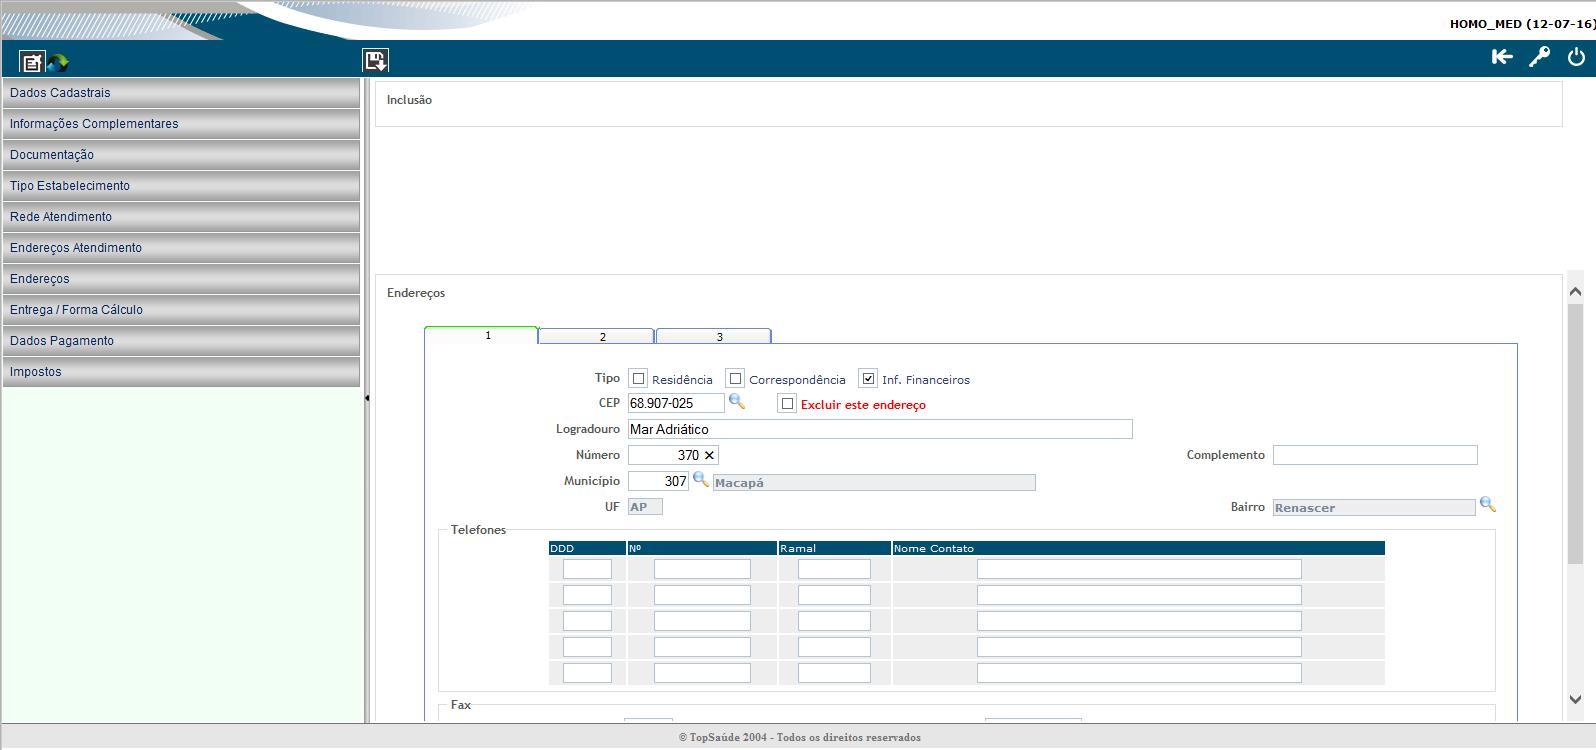 HOMO_MED (12-07-16)
Dados Cadastrais
Informações Complementares
Documentação
Tipo Estabelecimento
Rede Atendimento
Endereços Atendimento
Endereços
Entrega / Forma Cálculo
Dados Pagamento
Impostos
Inclusão
Endereços
1 2 3
Tipo Residência Correspondência Inf. Financeiros
CEP 68.907-025 Excluir este endereço
Logradouro Mar Adriático
Número 370 Complemento
Município 307 Macapá
UF AP Bairro Renascer
Telefones
DDD Nº Ramal Nome Contato
Fax
© TopSaúde 2004 - Todos os direitos reservados